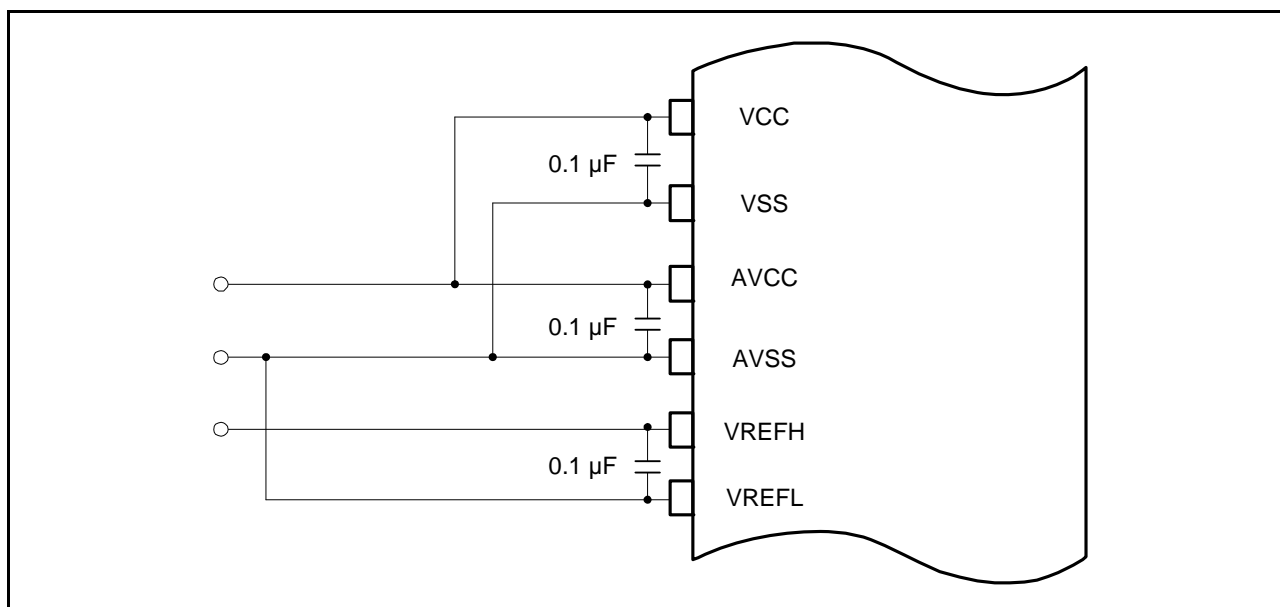 VCC
0.1 µF
VSS
AVCC
0.1 µF
AVSS
VREFH
0.1 µF
VREFL